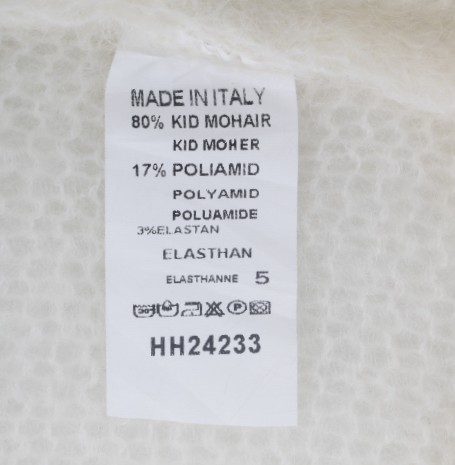 MADE IN ITALY
80% KID MOHAIR
KID MOHER
17% POLIAMID
POLYAMID
POLUAMIDE
3%ELASTAN
ELASTHAN
ELASTHANNE 5
P
HH24233